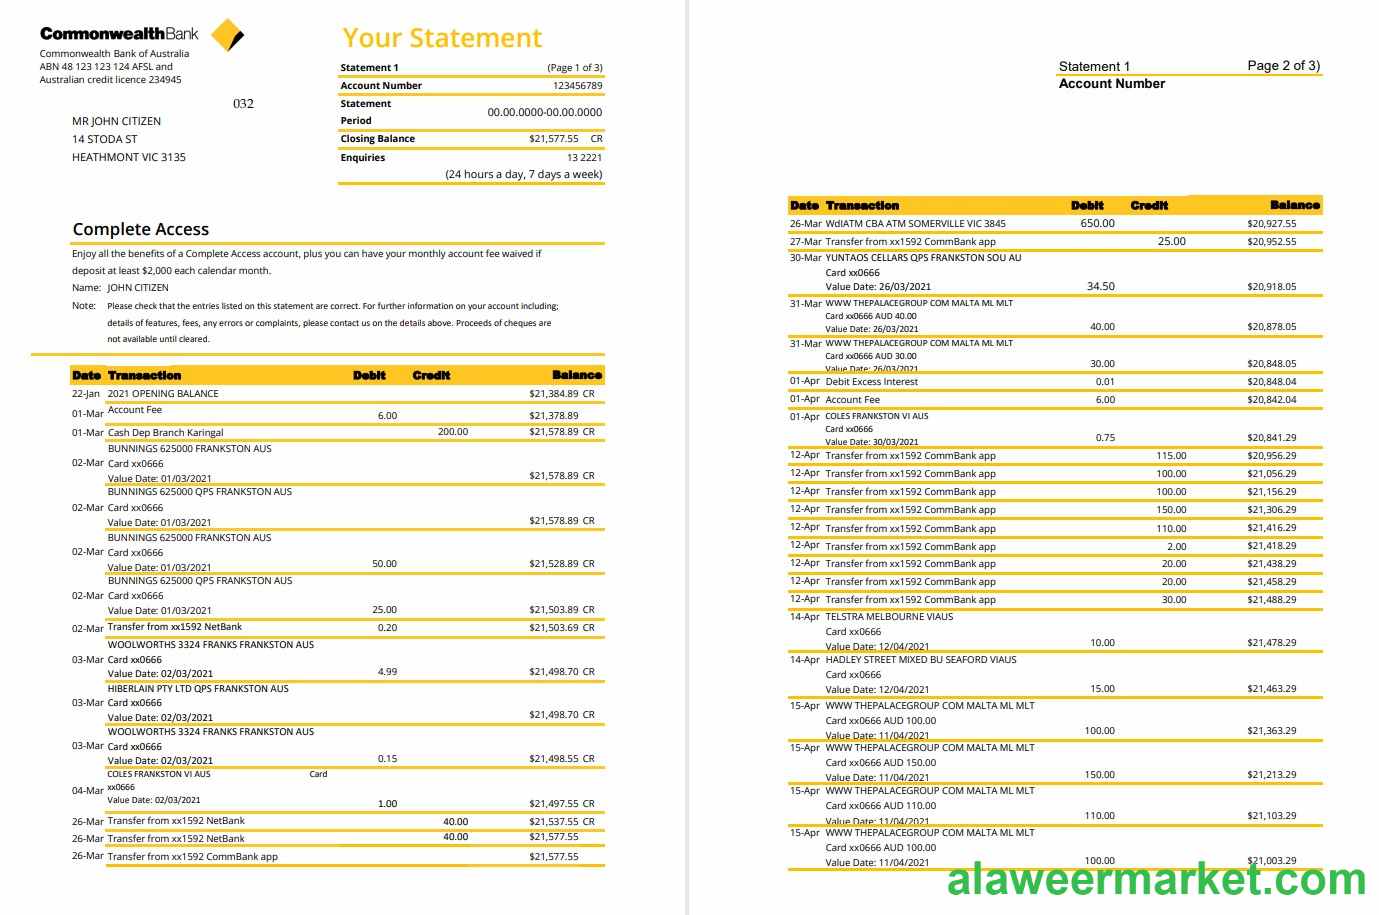 CommonwealthBank
Commonwealth Bank of Australia
ABN 48 123 123 124 AFSL and
Australian credit licence 234945
032
MR JOHN CITIZEN
14 STODA ST
HEATHMONT VIC 3135
Your Statement
Statement 1 (Page 1 of 3)
Account Number 123456789
Statement Period 00.00.0000-00.00.0000
Closing Balance $21,577.55 CR
Enquiries 13 2221
(24 hours a day, 7 days a week)
Complete Access
Enjoy all the benefits of a Complete Access account, plus you can have your monthly account fee waived if
deposit at least $2,000 each calendar month.
Name: JOHN CITIZEN
Note: Please check that the entries listed on this statement are correct. For further information on your account including;
details of features, fees, any errors or complaints, please contact us on the details above. Proceeds of cheques are
not available until cleared.
Date Transaction Debit Credit Balance
22-Jan 2021 OPENING BALANCE $21,384.89 CR
01-Mar Account Fee 6.00 $21,378.89
01-Mar Cash Dep Branch Karingal 200.00 $21,578.89 CR
BUNNINGS 625000 FRANKSTON AUS
02-Mar Card xx0666
Value Date: 01/03/2021 $21,578.89 CR
BUNNINGS 625000 QPS FRANKSTON AUS
02-Mar Card xx0666
Value Date: 01/03/2021 $21,578.89 CR
BUNNINGS 625000 FRANKSTON AUS
02-Mar Card xx0666
Value Date: 01/03/2021 50.00 $21,528.89 CR
BUNNINGS 625000 QPS FRANKSTON AUS
02-Mar Card xx0666
Value Date: 01/03/2021 25.00 $21,503.89 CR
02-Mar Transfer from xx1592 NetBank 0.20 $21,503.69 CR
WOOLWORTHS 3324 FRANKS FRANKSTON AUS
03-Mar Card xx0666
Value Date: 02/03/2021 4.99 $21,498.70 CR
HIBERLAIN PTY LTD QPS FRANKSTON AUS
03-Mar Card xx0666
Value Date: 02/03/2021 $21,498.70 CR
WOOLWORTHS 3324 FRANKS FRANKSTON AUS
03-Mar Card xx0666
Value Date: 02/03/2021 0.15 $21,498.55 CR
COLES FRANKSTON VI AUS Card
04-Mar xx0666
Value Date: 02/03/2021 1.00 $21,497.55 CR
26-Mar Transfer from xx1592 NetBank 40.00 $21,537.55 CR
26-Mar Transfer from xx1592 NetBank 40.00 $21,577.55
26-Mar Transfer from xx1592 CommBank app $21,577.55
Statement 1 Page 2 of 3)
Account Number
Date Transaction Debit Credit Balance
26-Mar WdlATM CBA ATM SOMERVILLE VIC 3845 650.00 $20,927.55
27-Mar Transfer from xx1592 CommBank app 25.00 $20,952.55
30-Mar YUNTAOS CELLARS QPS FRANKSTON SOU AU
Card xx0666
Value Date: 26/03/2021 34.50 $20,918.05
31-Mar WWW THEPALACEGROUP COM MALTA ML MLT
Card xx0666 AUD 40.00
Value Date: 26/03/2021 40.00 $20,878.05
31-Mar WWW THEPALACEGROUP COM MALTA ML MLT
Card xx0666 AUD 30.00
Value Date: 26/03/2021 30.00 $20,848.05
01-Apr Debit Excess Interest 0.01 $20,848.04
01-Apr Account Fee 6.00 $20,842.04
01-Apr COLES FRANKSTON VI AUS
Card xx0666
Value Date: 30/03/2021 0.75 $20,841.29
12-Apr Transfer from xx1592 CommBank app 115.00 $20,956.29
12-Apr Transfer from xx1592 CommBank app 100.00 $21,056.29
12-Apr Transfer from xx1592 CommBank app 100.00 $21,156.29
12-Apr Transfer from xx1592 CommBank app 150.00 $21,306.29
12-Apr Transfer from xx1592 CommBank app 110.00 $21,416.29
12-Apr Transfer from xx1592 CommBank app 2.00 $21,418.29
12-Apr Transfer from xx1592 CommBank app 20.00 $21,438.29
12-Apr Transfer from xx1592 CommBank app 20.00 $21,458.29
12-Apr Transfer from xx1592 CommBank app 30.00 $21,488.29
14-Apr TELSTRA MELBOURNE VIAUS
Card xx0666
Value Date: 12/04/2021 10.00 $21,478.29
14-Apr HADLEY STREET MIXED BU SEAFORD VIAUS
Card xx0666
Value Date: 12/04/2021 15.00 $21,463.29
15-Apr WWW THEPALACEGROUP COM MALTA ML MLT
Card xx0666 AUD 100.00
Value Date: 11/04/2021 100.00 $21,363.29
15-Apr WWW THEPALACEGROUP COM MALTA ML MLT
Card xx0666 AUD 150.00
Value Date: 11/04/2021 150.00 $21,213.29
15-Apr WWW THEPALACEGROUP COM MALTA ML MLT
Card xx0666 AUD 110.00
Value Date: 11/04/2021 110.00 $21,103.29
15-Apr WWW THEPALACEGROUP COM MALTA ML MLT
Card xx0666 AUD 100.00
Value Date: 11/04/2021 100.00 $21,003.29
alaweermarket.com